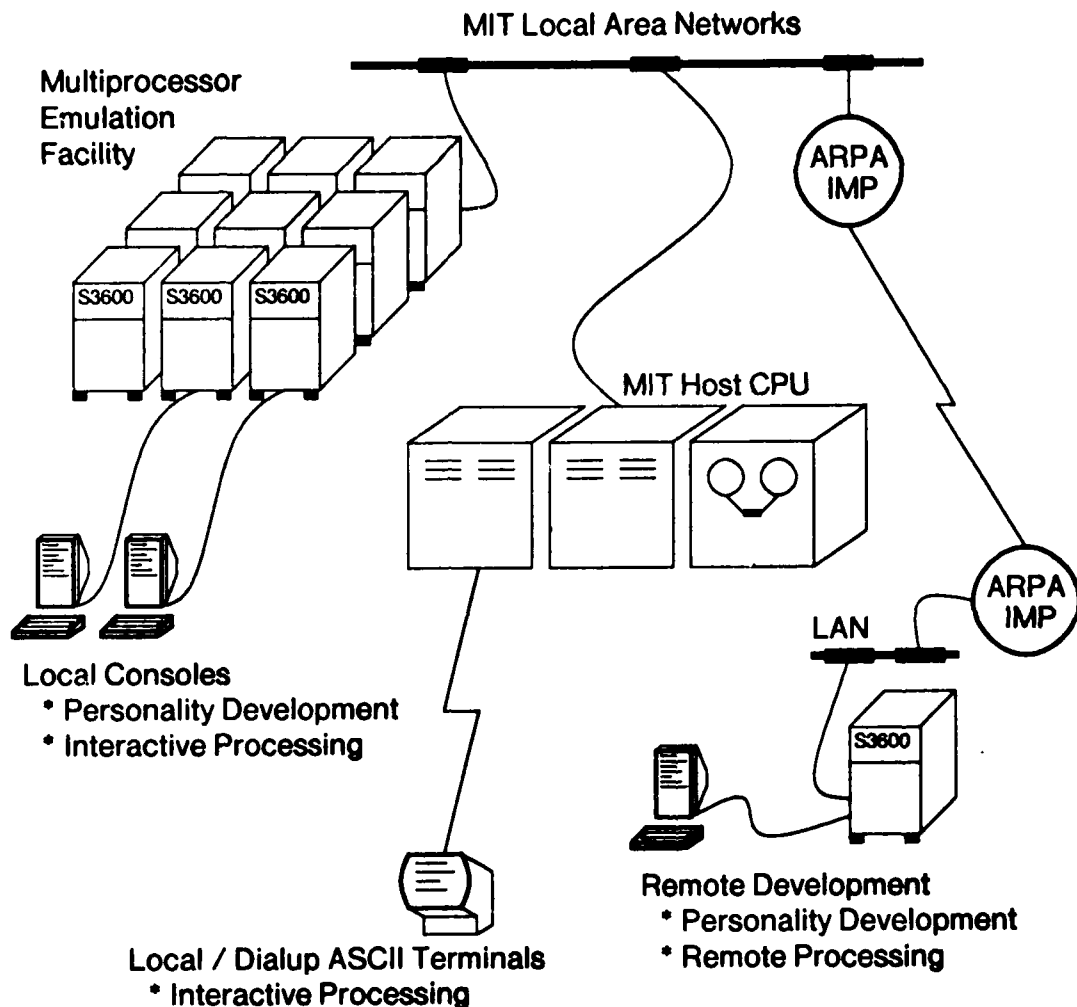 MIT Local Area Networks
Multiprocessor
Emulation
Facility
ARPA
IMP
S3600
S3600
S3600
MIT Host CPU
ARPA
IMP
LAN
Local Consoles
* Personality Development
* Interactive Processing
S3600
Remote Development
* Personality Development
* Remote Processing
Local / Dialup ASCII Terminals
* Interactive Processing